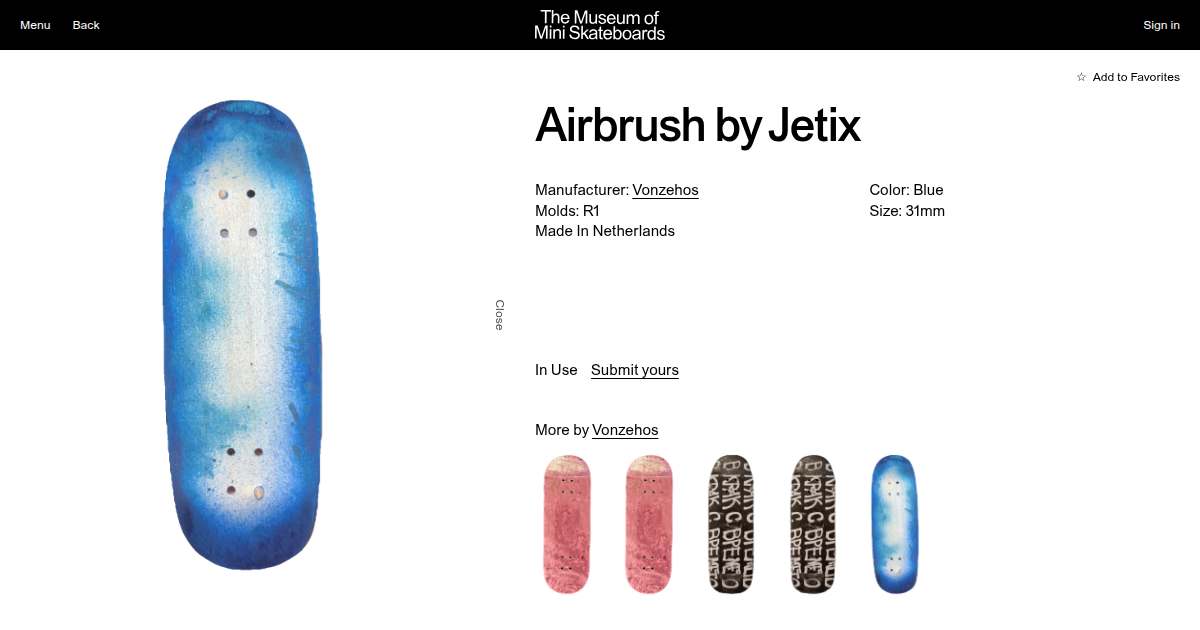 Menu
Back
The Museum of
Mini Skateboards
Sign in
☆ Add to Favorites
Airbrush by Jetix
Manufacturer: Vonzehos
Molds: R1
Made In Netherlands
Color: Blue
Size: 31mm
Close
In Use Submit yours
More by Vonzehos